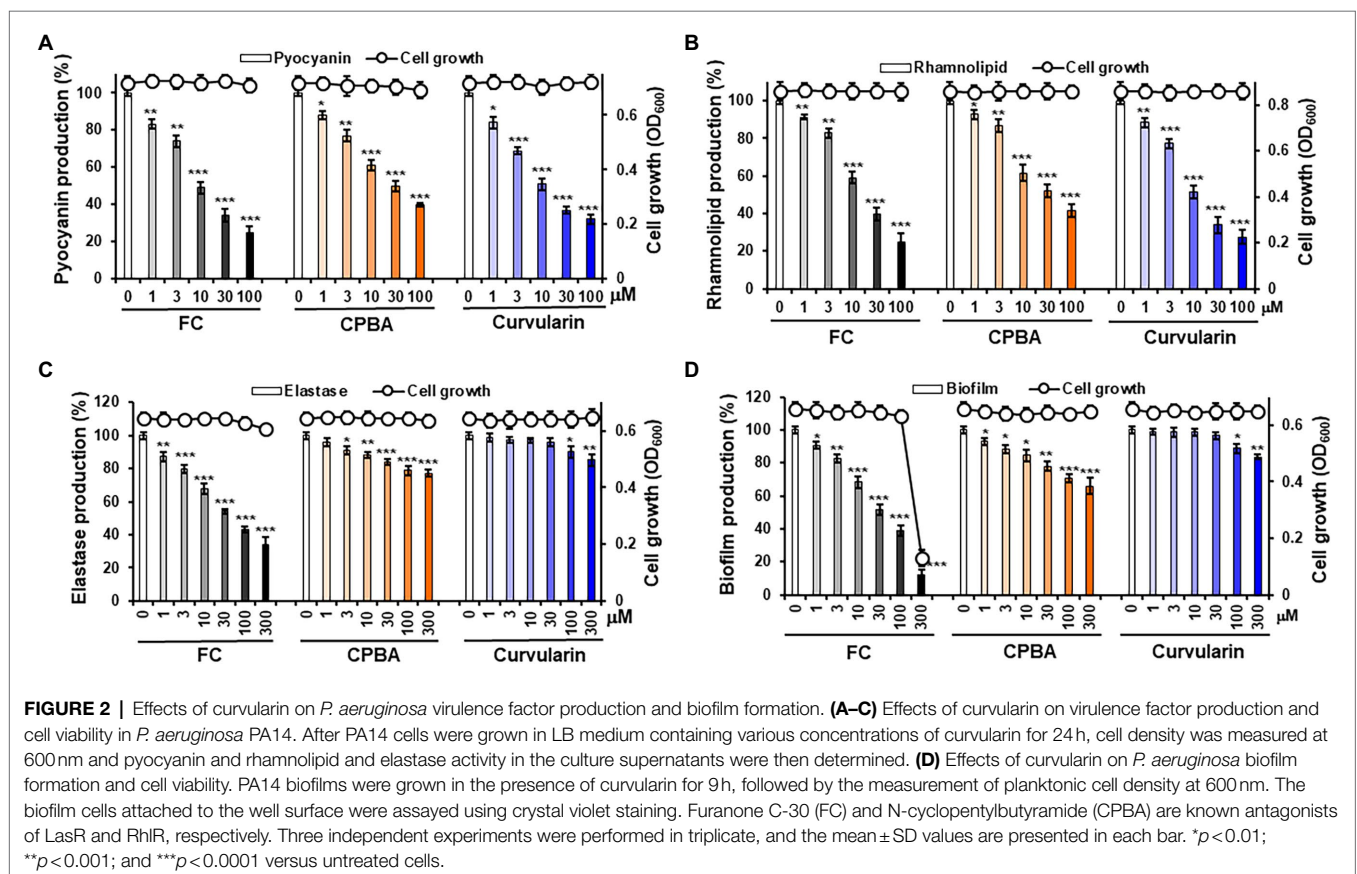 A
Pyocyanin
Cell growth
Pyocyanin production (%)
100
80
60
40
20
0
** ** *** *** ***
* *** *** *** ***
* *** *** *** ***
0.6
0.4
0.2
0
Cell growth (OD600)
0 1 3 10 30 100 0 1 3 10 30 100 0 1 3 10 30 100 μM
FC CPBA Curvularin
B
Rhamnolipid
Cell growth
Rhamnolipid production (%)
100
80
60
40
20
0
** ** *** *** ***
* *** *** *** ***
** *** *** *** ***
0.8
0.6
0.4
0.2
0
Cell growth (OD600)
0 1 3 10 30 100 0 1 3 10 30 100 0 1 3 10 30 100 μM
FC CPBA Curvularin
C
Elastase
Cell growth
Elastase production (%)
120
100
80
60
40
20
0
** *** *** *** *** ***
* ** *** *** ***
* **
0.6
0.4
0.2
0
Cell growth (OD600)
0 1 3 10 30 100 300 0 1 3 10 30 100 300 0 1 3 10 30 100 300 μM
FC CPBA Curvularin
D
Biofilm
Cell growth
Biofilm production (%)
120
100
80
60
40
20
0
* ** *** *** *** ***
* * * ** *** ***
* **
0.6
0.4
0.2
0
Cell growth (OD600)
0 1 3 10 30 100 300 0 1 3 10 30 100 300 0 1 3 10 30 100 300 μM
FC CPBA Curvularin
FIGURE 2 | Effects of curvularin on P. aeruginosa virulence factor production and biofilm formation. (A–C) Effects of curvularin on virulence factor production and
cell viability in P. aeruginosa PA14. After PA14 cells were grown in LB medium containing various concentrations of curvularin for 24 h, cell density was measured at
600 nm and pyocyanin and rhamnolipid and elastase activity in the culture supernatants were then determined. (D) Effects of curvularin on P. aeruginosa biofilm
formation and cell viability. PA14 biofilms were grown in the presence of curvularin for 9 h, followed by the measurement of planktonic cell density at 600 nm. The
biofilm cells attached to the well surface were assayed using crystal violet staining. Furanone C-30 (FC) and N-cyclopentylbutyramide (CPBA) are known antagonists
of LasR and RhlR, respectively. Three independent experiments were performed in triplicate, and the mean ± SD values are presented in each bar. *p < 0.01;
**p < 0.001; and ***p < 0.0001 versus untreated cells.